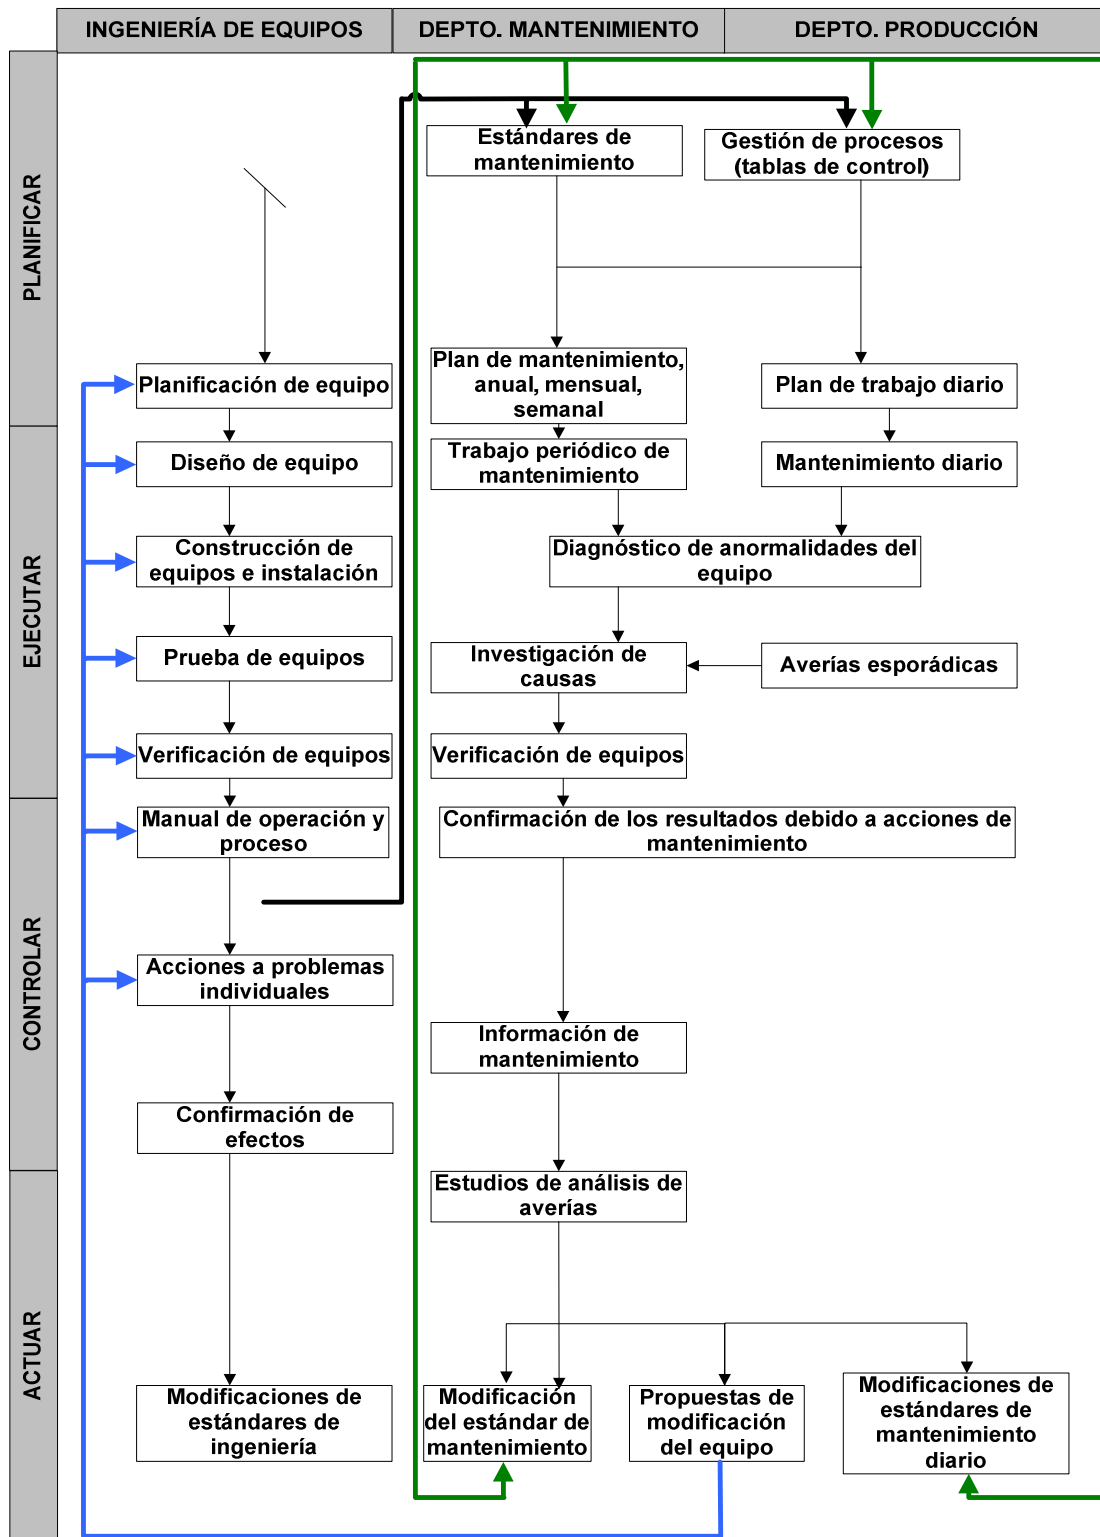 INGENIERÍA DE EQUIPOS
DEPTO. MANTENIMIENTO
DEPTO. PRODUCCIÓN
PLANIFICAR
Estándares de
mantenimiento
Gestión de procesos
(tablas de control)
Planificación de equipo
Plan de mantenimiento,
anual, mensual,
semanal
Plan de trabajo diario
EJECUTAR
Diseño de equipo
Trabajo periódico de
mantenimiento
Mantenimiento diario
Construcción de
equipos e instalación
Diagnóstico de anormalidades del
equipo
Prueba de equipos
Investigación de
causas
Averías esporádicas
Verificación de equipos
Verificación de equipos
CONTROLAR
Manual de operación y
proceso
Confirmación de los resultados debido a acciones de
mantenimiento
Acciones a problemas
individuales
Información de
mantenimiento
Confirmación de
efectos
ACTUAR
Estudios de análisis de
averías
Modificaciones de
estándares de
ingeniería
Modificación
del estándar de
mantenimiento
Propuestas de
modificación
del equipo
Modificaciones de
estándares de
mantenimiento
diario